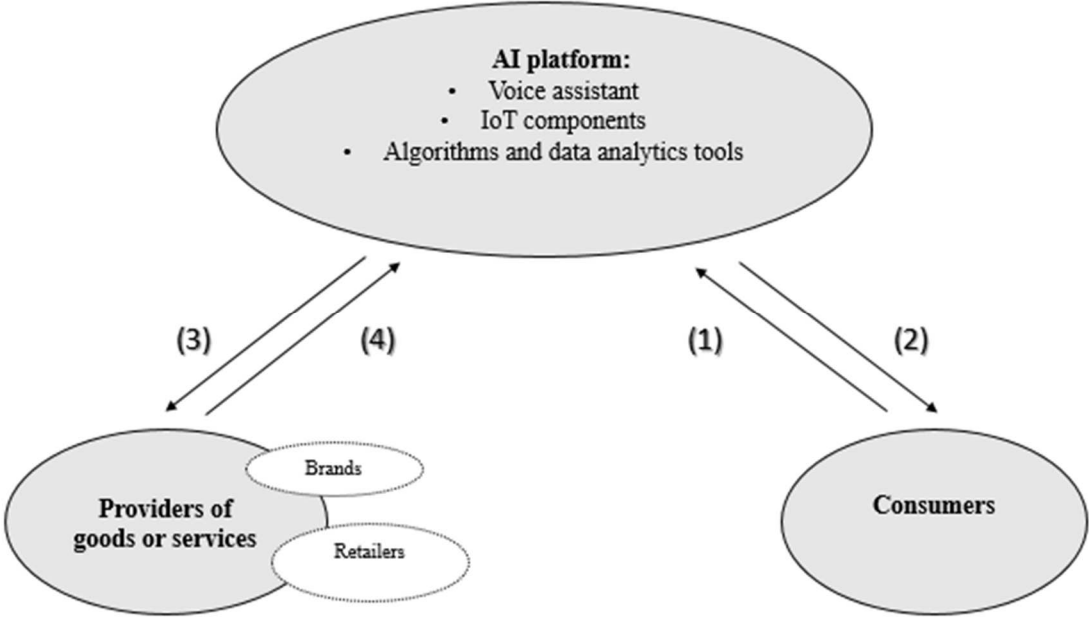 AI platform:
• Voice assistant
• IoT components
• Algorithms and data analytics tools
(3)
(4)
(1)
(2)
Brands
Providers of
goods or services
Retailers
Consumers